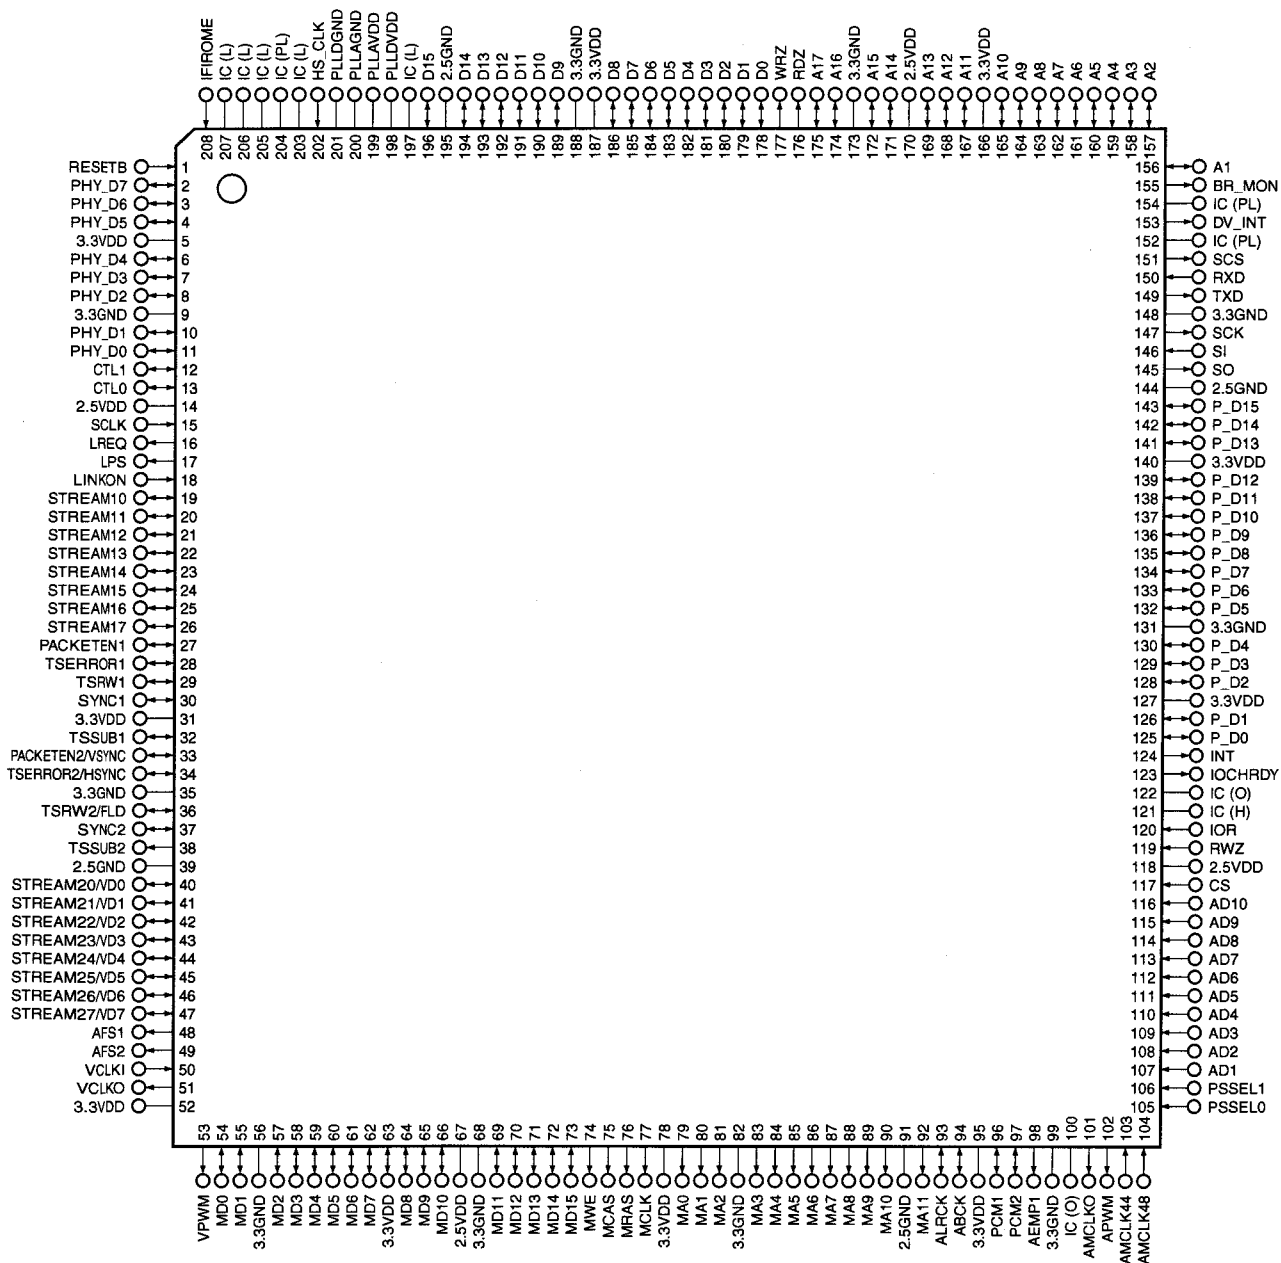 IFIROME
IC (L)
IC (L)
IC (L)
IC (PL)
IC (L)
HS_CLK
PLLDGND
PLLAGND
PLLAVDD
PLLDVDD
IC (L)
D15
2.5GND
D14
D13
D12
D11
D10
D9
3.3GND
3.3VDD
D8
D7
D6
D5
D4
D3
D2
D1
D0
WRZ
RDZ
A17
A16
3.3GND
A15
A14
2.5VDD
A13
A12
A11
3.3VDD
A10
A9
A8
A7
A6
A5
A4
A3
A2
208 207 206 205 204 203 202 201 200 199 198 197 196 195 194 193 192 191 190 189 188 187 186 185 184 183 182 181 180 179 178 177 176 175 174 173 172 171 170 169 168 167 166 165 164 163 162 161 160 159 158 157
RESETB 1
PHY_D7 2
PHY_D6 3
PHY_D5 4
3.3VDD 5
PHY_D4 6
PHY_D3 7
PHY_D2 8
3.3GND 9
PHY_D1 10
PHY_D0 11
CTL1 12
CTL0 13
2.5VDD 14
SCLK 15
LREQ 16
LPS 17
LINKON 18
STREAM10 19
STREAM11 20
STREAM12 21
STREAM13 22
STREAM14 23
STREAM15 24
STREAM16 25
STREAM17 26
PACKETEN1 27
TSERROR1 28
TSRW1 29
SYNC1 30
3.3VDD 31
TSSUB1 32
PACKETEN2/VSYNC 33
TSERROR2/HSYNC 34
3.3GND 35
TSRW2/FLD 36
SYNC2 37
TSSUB2 38
2.5GND 39
STREAM20/VD0 40
STREAM21/VD1 41
STREAM22/VD2 42
STREAM23/VD3 43
STREAM24/VD4 44
STREAM25/VD5 45
STREAM26/VD6 46
STREAM27/VD7 47
AFS1 48
AFS2 49
VCLKI 50
VCLKO 51
3.3VDD 52
156 A1
155 BR_MON
154 IC (PL)
153 DV_INT
152 IC (PL)
151 SCS
150 RXD
149 TXD
148 3.3GND
147 SCK
146 SI
145 SO
144 2.5GND
143 P_D15
142 P_D14
141 P_D13
140 3.3VDD
139 P_D12
138 P_D11
137 P_D10
136 P_D9
135 P_D8
134 P_D7
133 P_D6
132 P_D5
131 3.3GND
130 P_D4
129 P_D3
128 P_D2
127 3.3VDD
126 P_D1
125 P_D0
124 INT
123 IOCHRDY
122 IC (O)
121 IC (H)
120 IOR
119 RWZ
118 2.5VDD
117 CS
116 AD10
115 AD9
114 AD8
113 AD7
112 AD6
111 AD5
110 AD4
109 AD3
108 AD2
107 AD1
106 PSSEL1
105 PSSEL0
53 54 55 56 57 58 59 60 61 62 63 64 65 66 67 68 69 70 71 72 73 74 75 76 77 78 79 80 81 82 83 84 85 86 87 88 89 90 91 92 93 94 95 96 97 98 99 100 101 102 103 104
VPWM
MD0
MD1
3.3GND
MD2
MD3
MD4
MD5
MD6
MD7
3.3VDD
MD8
MD9
MD10
2.5VDD
3.3GND
MD11
MD12
MD13
MD14
MD15
MWE
MCAS
MRAS
MCLK
3.3VDD
MA0
MA1
MA2
3.3GND
MA3
MA4
MA5
MA6
MA7
MA8
MA9
MA10
2.5GND
MA11
ALRCK
ABCK
3.3VDD
PCM1
PCM2
AEMP1
3.3GND
IC (O)
AMCLKO
APWM
AMCLK44
AMCLK48